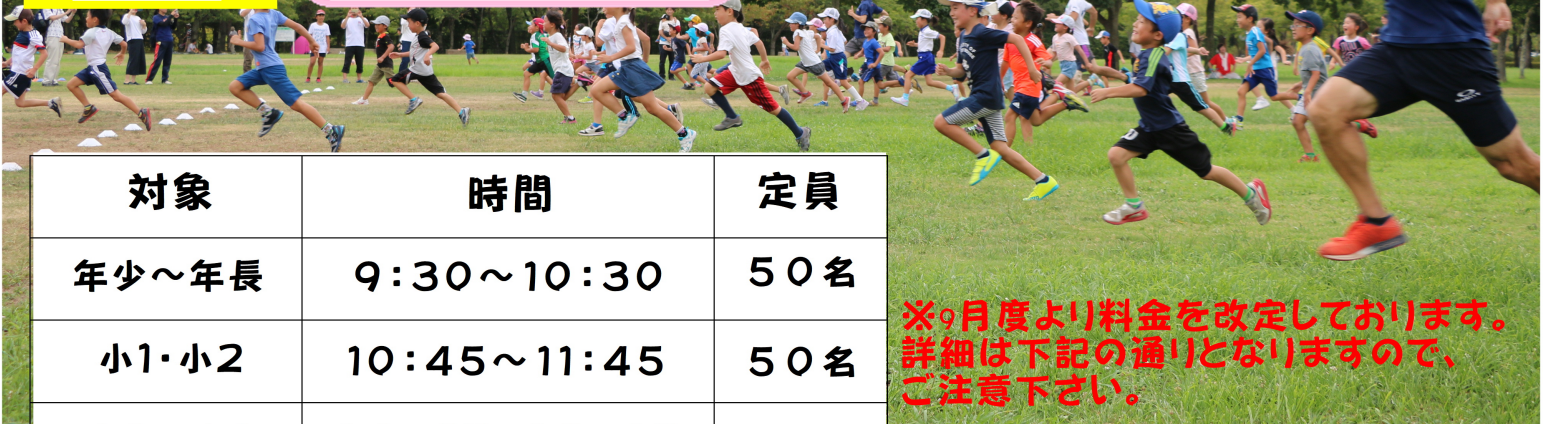 対象 時間 定員
年少～年長 9:30～10:30 50名
小1・小2 10:45～11:45 50名
※9月度より料金を改定しております。
詳細は下記の通りとなりますので、
ご注意下さい。